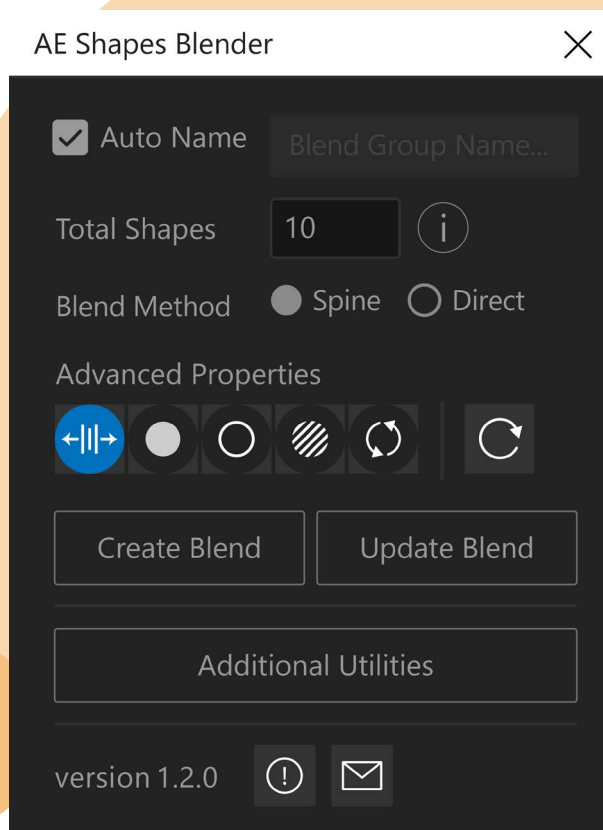 AE Shapes Blender
Auto Name Blend Group Name...
Total Shapes 10 i
Blend Method Spine Direct
Advanced Properties
Create Blend Update Blend
Additional Utilities
version 1.2.0